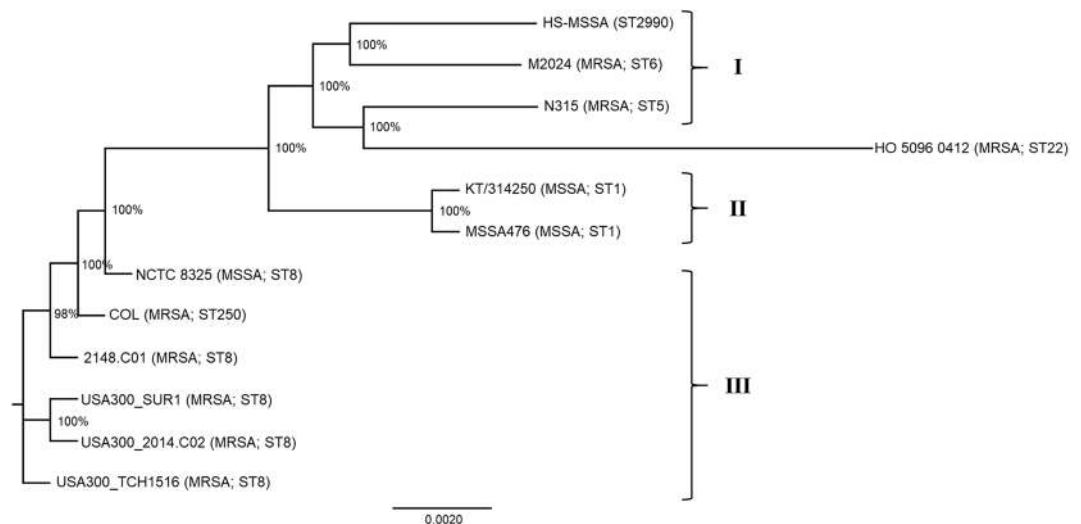 HS-MSSA (ST2990)
100%
M2024 (MRSA; ST6)
I
100%
N315 (MRSA; ST5)
100%
HO 5096 0412 (MRSA; ST22)
100%
KT/314250 (MSSA; ST1)
100%
II
MSSA476 (MSSA; ST1)
100%
NCTC 8325 (MSSA; ST8)
100%
COL (MRSA; ST250)
98%
2148.C01 (MRSA; ST8)
III
USA300_SUR1 (MRSA; ST8)
100%
USA300_2014.C02 (MRSA; ST8)
USA300_TCH1516 (MRSA; ST8)
0.0020